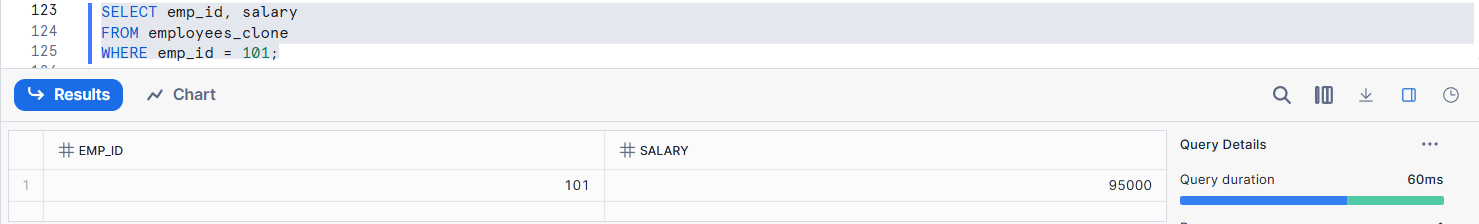 123 SELECT emp_id, salary
124 FROM employees_clone
125 WHERE emp_id = 101;
Results Chart
EMP_ID SALARY
1 101 95000
Query Details ...
Query duration 60ms